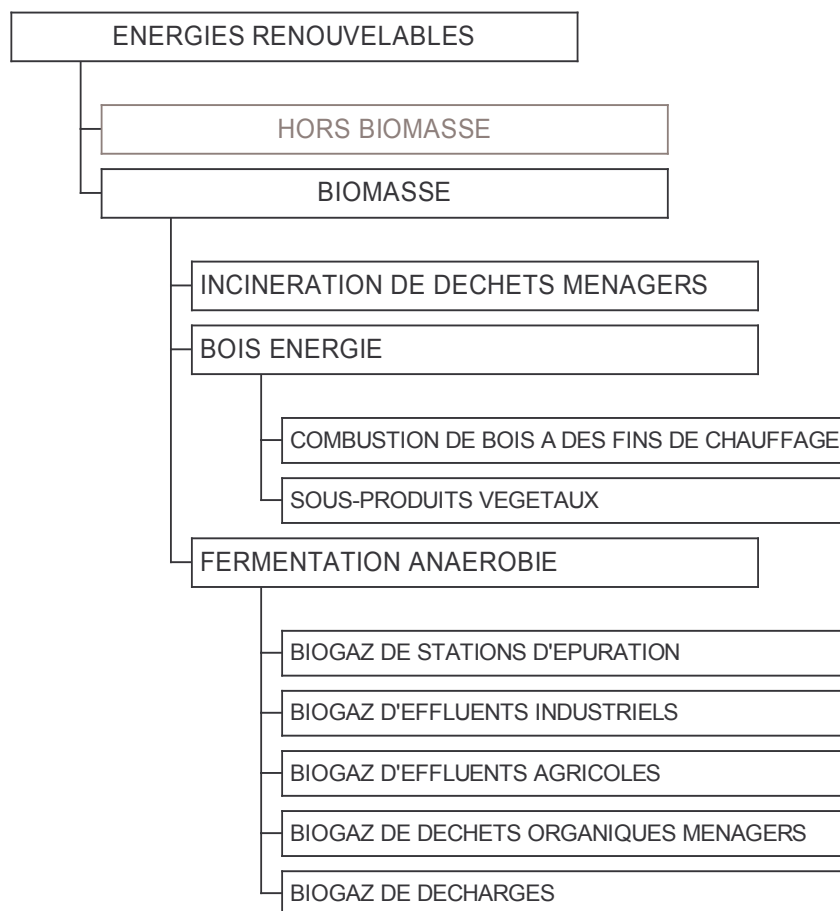 ENERGIES RENOUVELABLES
HORS BIOMASSE
BIOMASSE
INCINERATION DE DECHETS MENAGERS
BOIS ENERGIE
COMBUSTION DE BOIS A DES FINS DE CHAUFFAGE
SOUS-PRODUITS VEGETAUX
FERMENTATION ANAEROBIE
BIOGAZ DE STATIONS D'EPURATION
BIOGAZ D'EFFLUENTS INDUSTRIELS
BIOGAZ D'EFFLUENTS AGRICOLES
BIOGAZ DE DECHETS ORGANIQUES MENAGERS
BIOGAZ DE DECHARGES